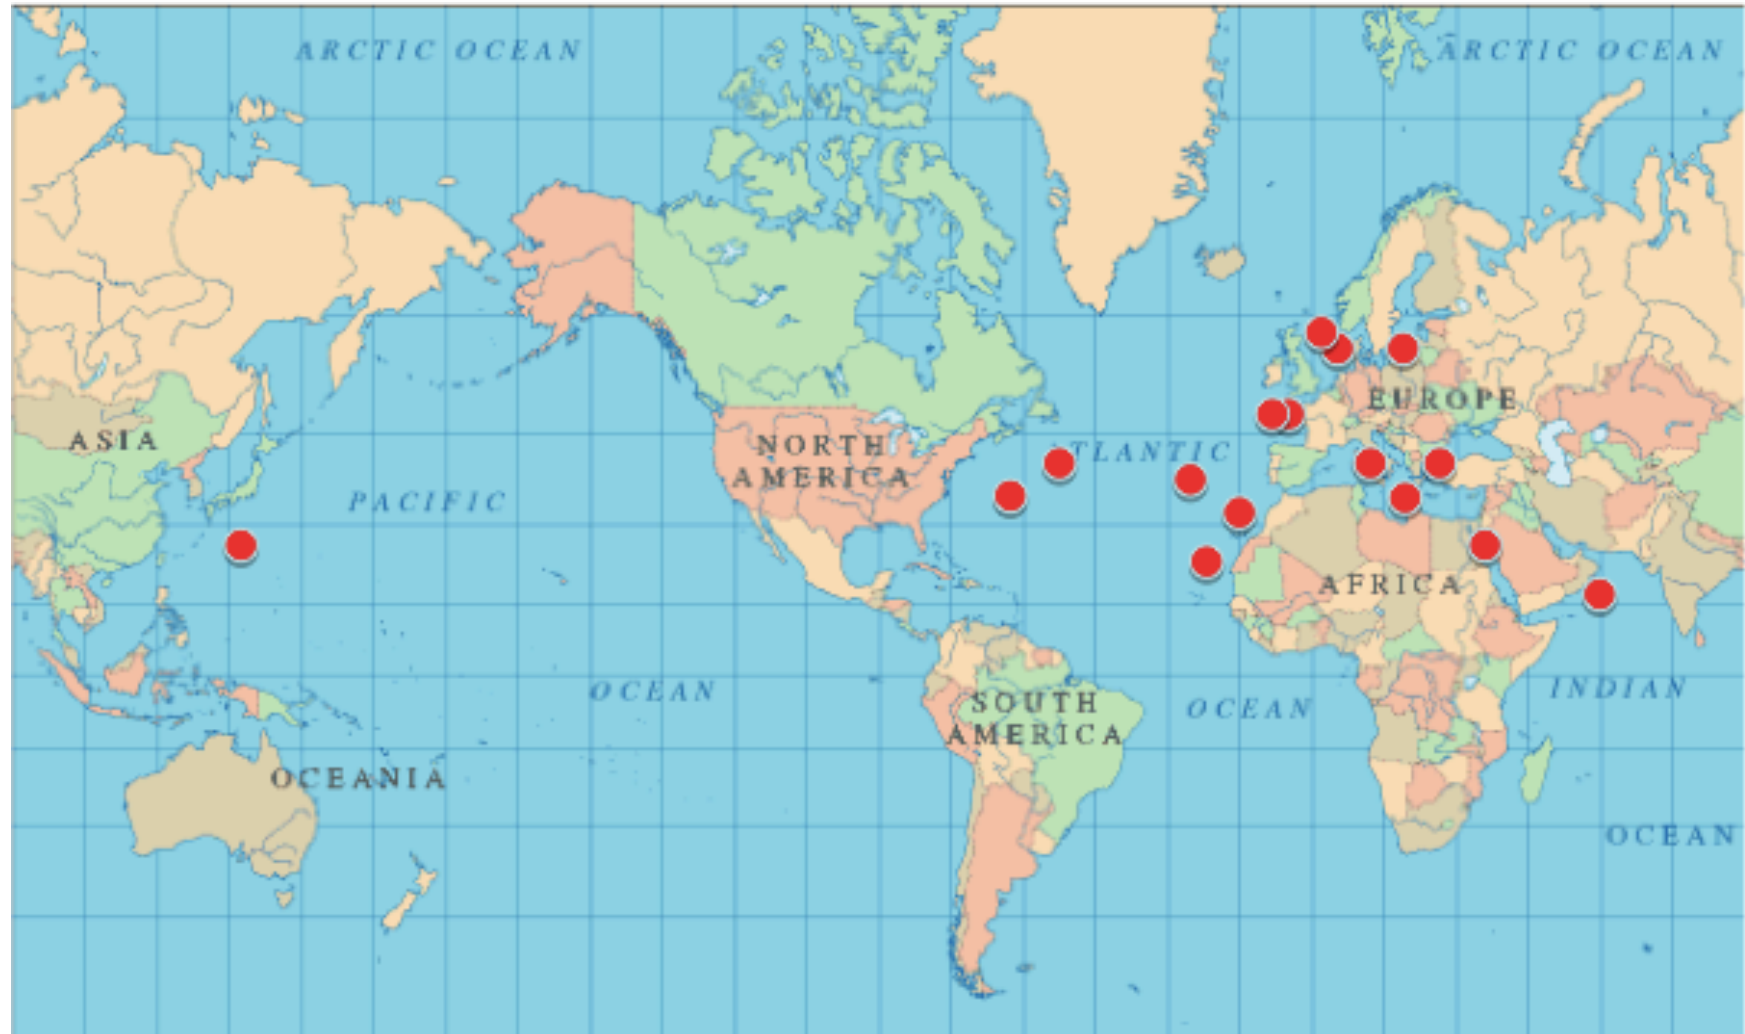 ARCTIC OCEAN
ARCTIC OCEAN
EUROPE
ASIA
NORTH
AMERICA
TLANTIC
PACIFIC
AFRICA
OCEAN
SOUTH
AMERICA
OCEAN
INDIAN
OCEANIA
OCEAN